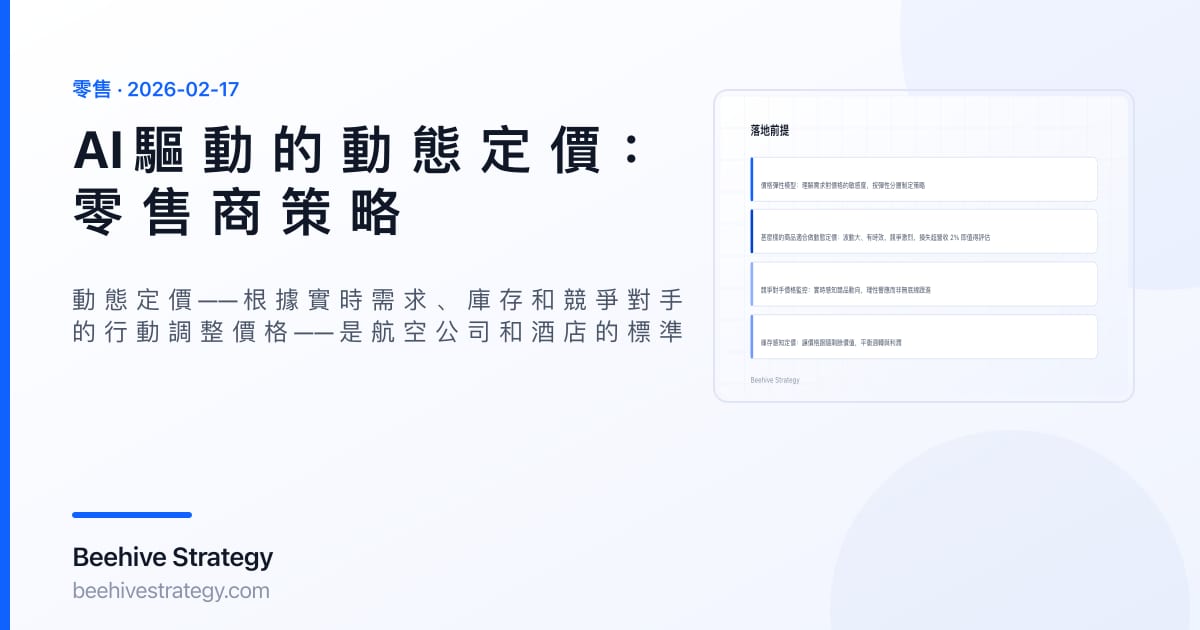 零售 · 2026-02-17
AI驅動的動態定價：
零售商策略
動態定價——根據實時需求、庫存和競爭對手
的行動調整價格——是航空公司和酒店的標準
落地前提
價格彈性模型：理解需求對價格的敏感度，按彈性分層制定策略
甚麼樣的商品適合做動態定價：波動大、有時效、競爭激烈，損失超營收 2% 即值得評估
競爭對手價格監控：實時感知競品動向，理性響應而非無底線跟進
庫存感知定價：讓價格跟隨剩餘價值，平衡週轉與利潤
Beehive Strategy
Beehive Strategy
beehivestrategy.com